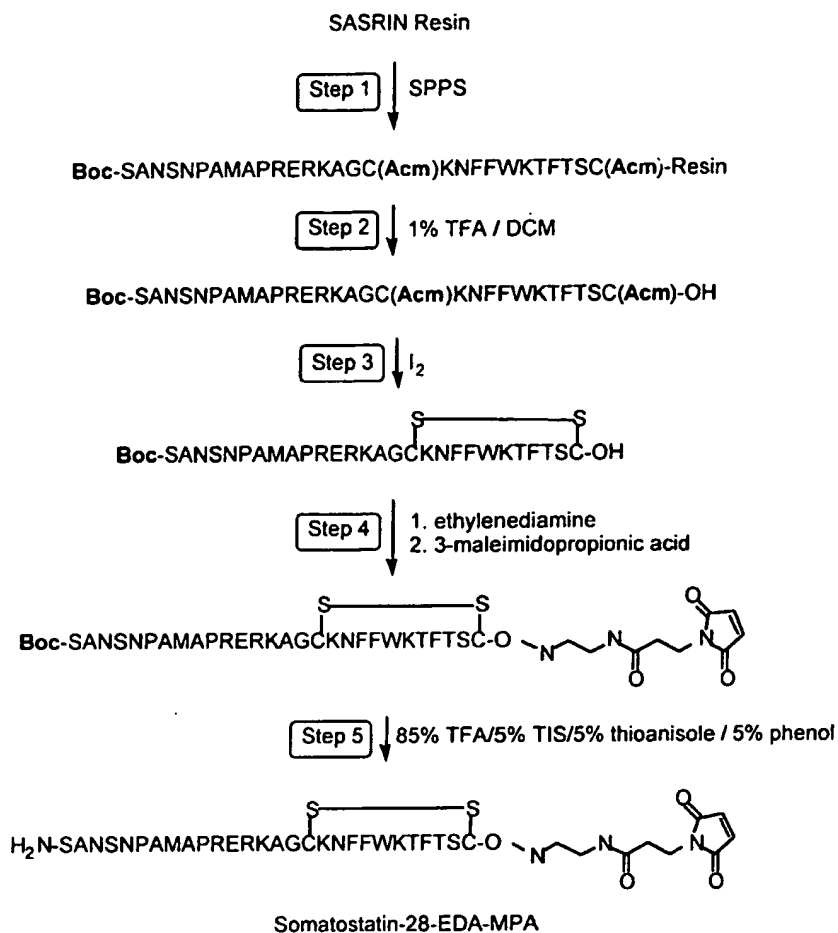 SASRIN Resin
Step 1 SPPS
Boc-SANSNPAMAPRERKAGC(Acm)KNFFWKTFTSC(Acm)-Resin
Step 2 1% TFA / DCM
Boc-SANSNPAMAPRERKAGC(Acm)KNFFWKTFTSC(Acm)-OH
Step 3 I2
S S
Boc-SANSNPAMAPRERKAGCKNFFWKTFTSC-OH
Step 4 1. ethylenediamine
2. 3-maleimidopropionic acid
S S O
Boc-SANSNPAMAPRERKAGCKNFFWKTFTSC-O N N N
O O
Step 5 85% TFA/5% TIS/5% thioanisole / 5% phenol
S S O
H2N-SANSNPAMAPRERKAGCKNFFWKTFTSC-O N N N
O O
Somatostatin-28-EDA-MPA